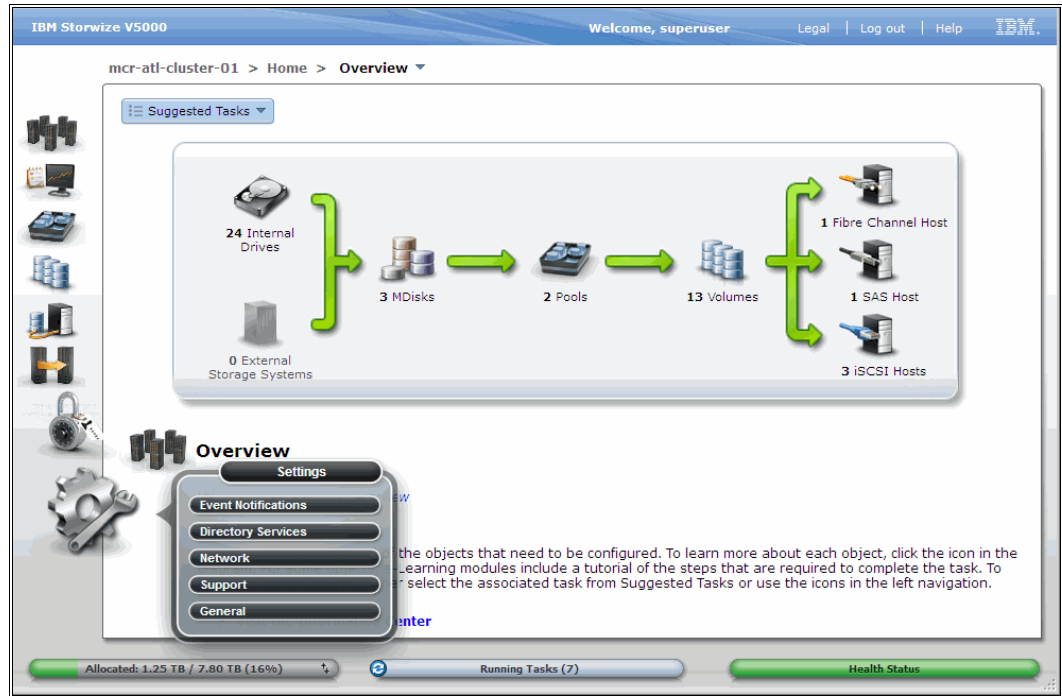 IBM Storwize V5000
Welcome, superuser
Legal | Log out | Help
IBM.
mcr-atl-cluster-01 > Home > Overview
Suggested Tasks
24 Internal
Drives
0 External
Storage Systems
3 MDisks
2 Pools
13 Volumes
1 Fibre Channel Host
1 SAS Host
3 iSCSI Hosts
Overview
Settings
Event Notifications
Directory Services
Network
Support
General
the objects that need to be configured. To learn more about each object, click the icon in the
-Learning modules include a tutorial of the steps that are required to complete the task. To
select the associated task from Suggested Tasks or use the icons in the left navigation.
Allocated: 1.25 TB / 7.80 TB (16%)
Running Tasks (7)
Health Status